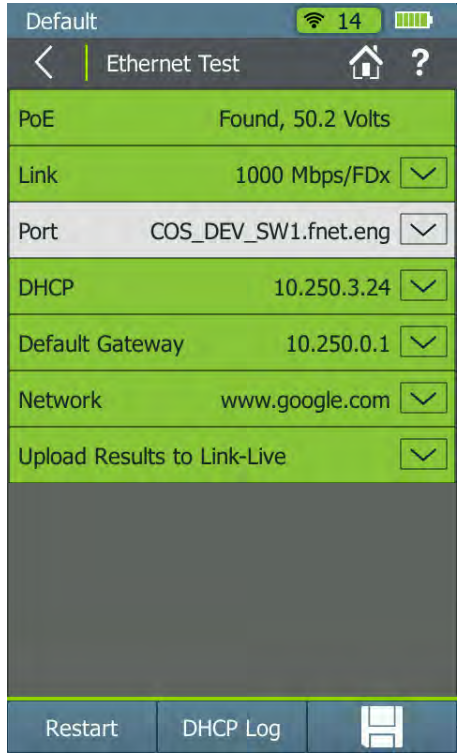 Default 14
Ethernet Test ?
PoE Found, 50.2 Volts
Link 1000 Mbps/FDx
Port COS_DEV_SW1.fnet.eng
DHCP 10.250.3.24
Default Gateway 10.250.0.1
Network www.google.com
Upload Results to Link-Live
Restart DHCP Log